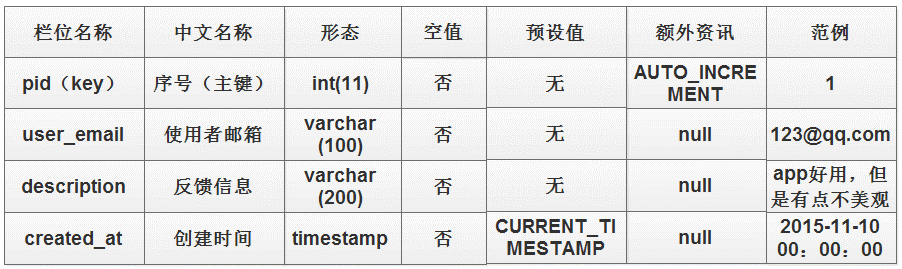 栏位名称 中文名称 形态 空值 预设值 额外资讯 范例
pid（key） 序号（主键） int(11) 否 无 AUTO_INCRE
MENT 1
user_email 使用者邮箱 varchar
(100) 否 无 null 123@qq.com
description 反馈信息 varchar
(200) 否 无 null app好用，但
是有点不美观
created_at 创建时间 timestamp 否 CURRENT_TI
MESTAMP null 2015-11-10
00：00：00